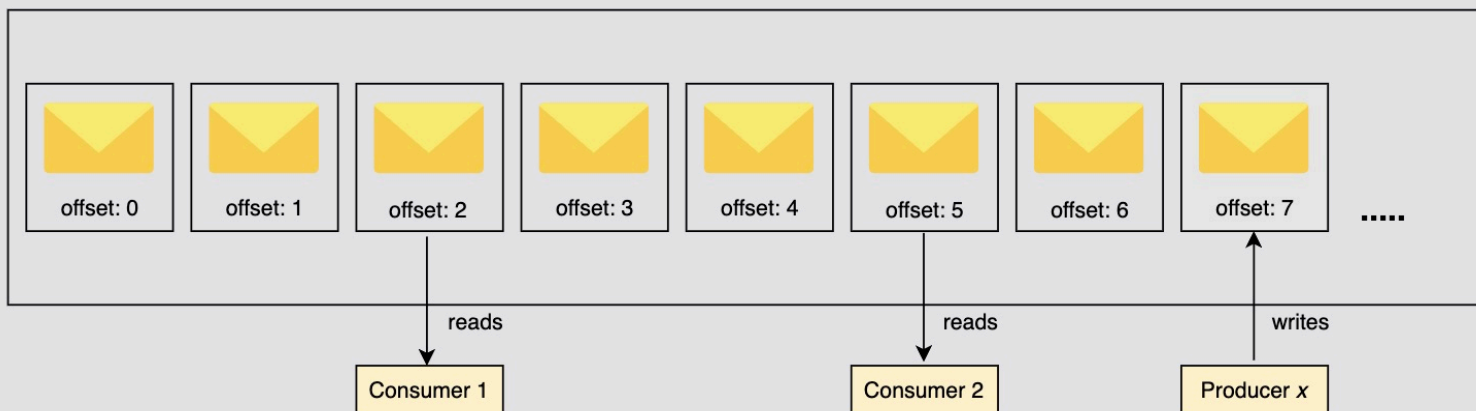 offset: 0
offset: 1
offset: 2
offset: 3
offset: 4
offset: 5
offset: 6
offset: 7
.....
reads
reads
writes
Consumer 1
Consumer 2
Producer x